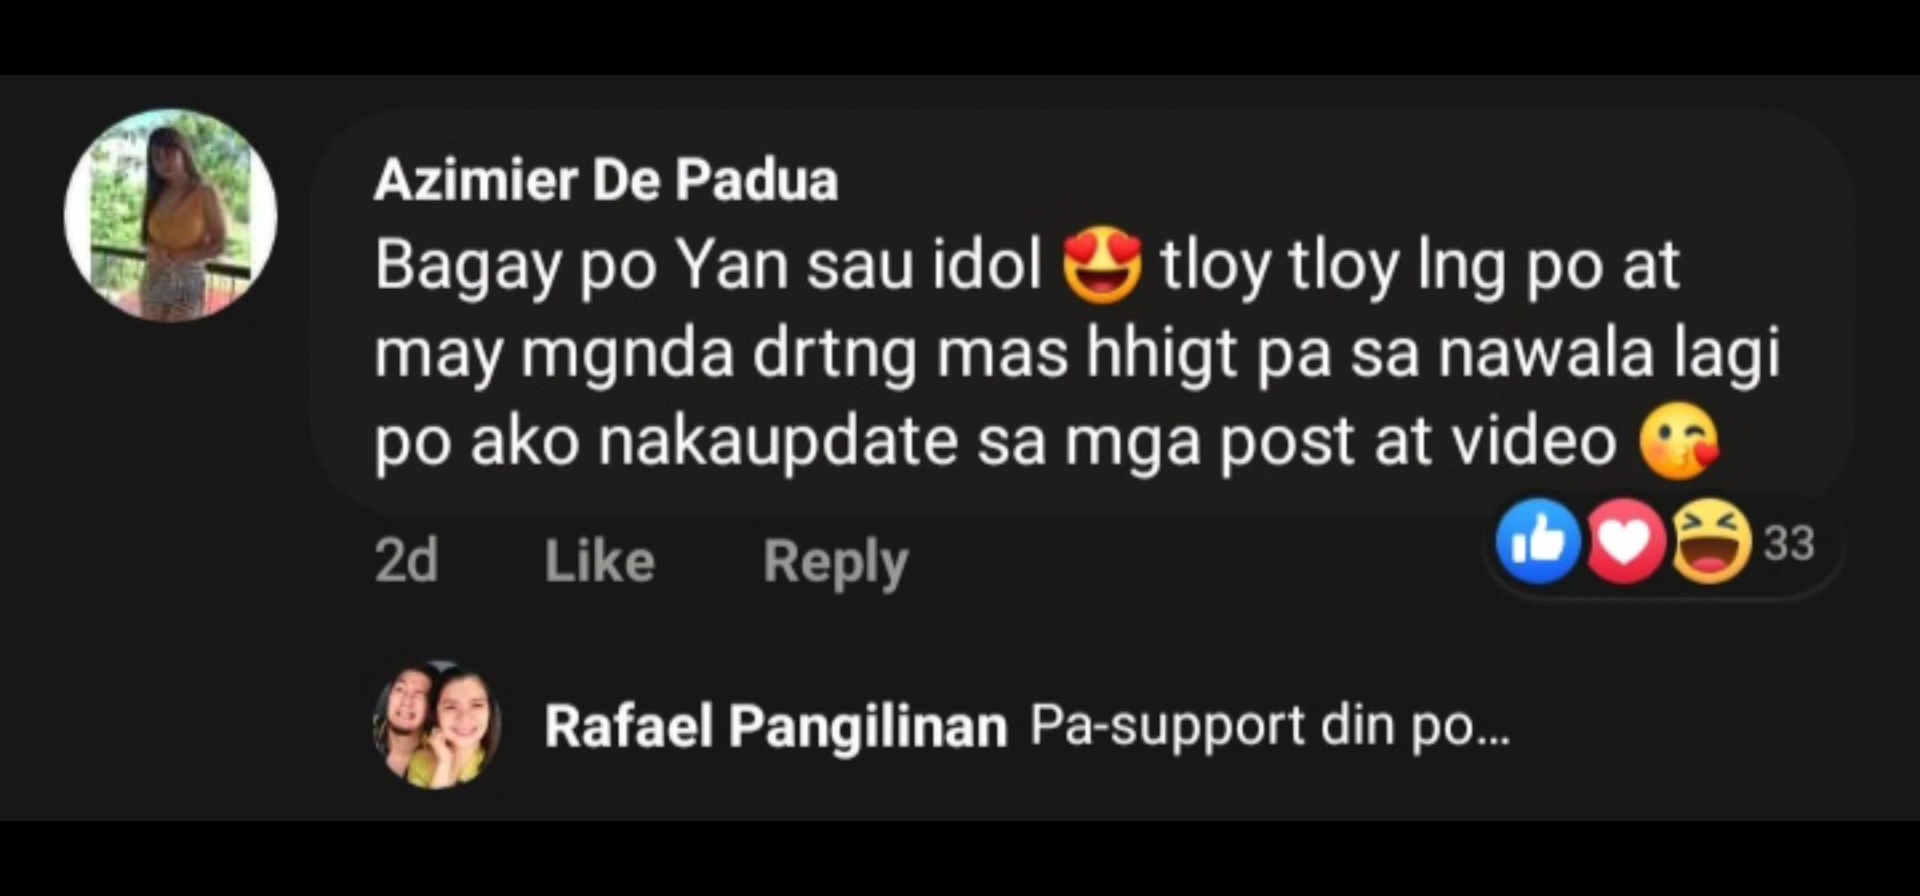 Azimier De Padua
Bagay po Yan sau idol 😍 tloy tloy lng po at
may mgnda drtng mas hhigt pa sa nawala lagi
po ako nakaupdate sa mga post at video 😘
2d Like Reply 33
Rafael Pangilinan Pa-support din po...